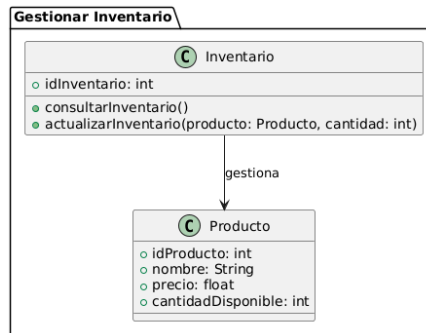 Gestionar Inventario
C Inventario
idInventario: int
consultarInventario()
actualizarInventario(producto: Producto, cantidad: int)
gestiona
C Producto
idProducto: int
nombre: String
precio: float
cantidadDisponible: int